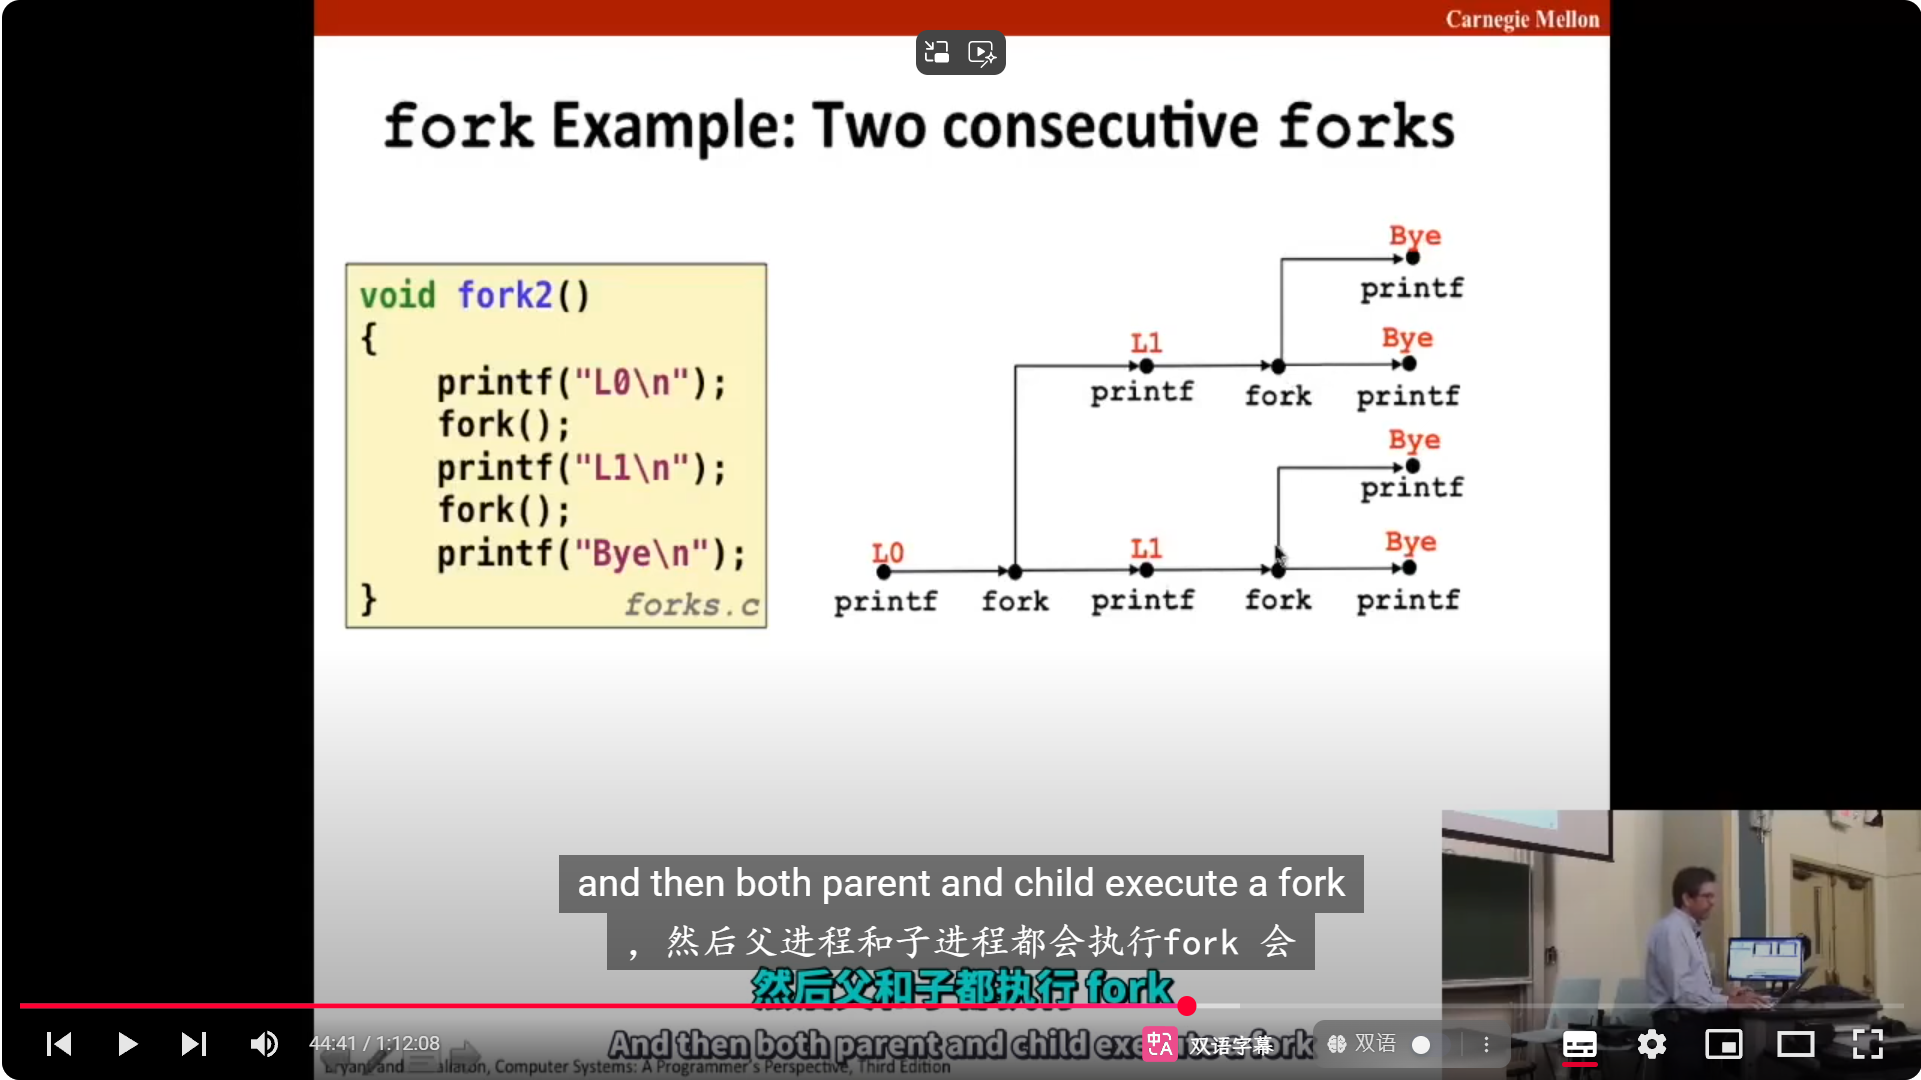 Carnegie Mellon
fork Example: Two consecutive forks
void fork2()
{
printf("L0\n");
fork();
printf("L1\n");
fork();
printf("Bye\n");
}
forks.c
Bye
printf
L1
Bye
printf
fork
printf
Bye
printf
L0
L1
Bye
printf
fork
printf
fork
printf
and then both parent and child execute a fork
，然后父进程和子进程都会执行fork 会
然后父和子都执行 fork
44:41 / 1:12:08
And then both parent and child
fork
中A
双语字幕
双语
Bryant and
Computer Systems: A Programmer's Perspective, Third Edition